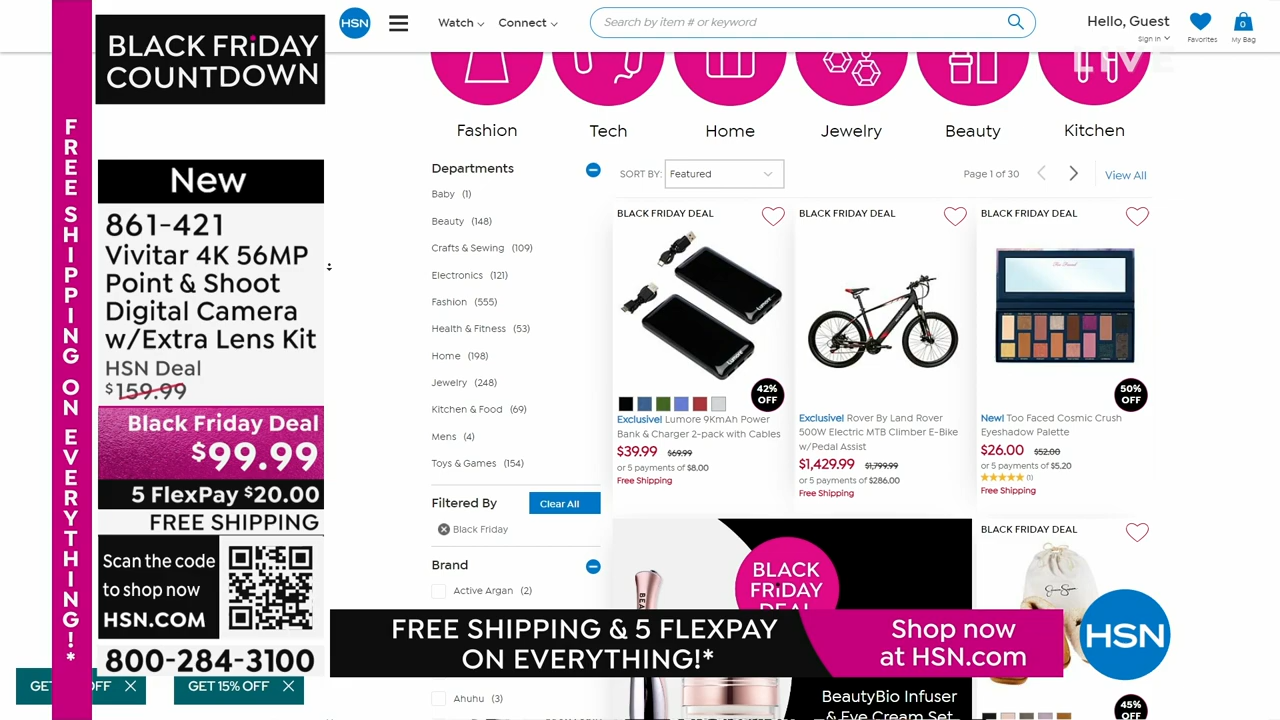 FREE SHIPPING ON EVERYTHING!*
BLACK FRiDAY
COUNTDOWN
New
861-421
Vivitar 4K 56MP
Point & Shoot
Digital Camera
w/Extra Lens Kit
HSN Deal
$159.99
Black Friday Deal
$99.99
5 FlexPay $20.00
FREE SHIPPING
Scan the code
to shop now
HSN.COM
800-284-3100
GET
OFF
GET 15% OFF
HSN
Watch
Connect
Search by item # or keyword
Hello, Guest
Sign in
Favorites
0
My Bag
LIVE
Fashion
Tech
Home
Jewelry
Beauty
Kitchen
Departments
Baby (1)
Beauty (148)
Crafts & Sewing (109)
Electronics (121)
Fashion (555)
Health & Fitness (53)
Home (198)
Jewelry (248)
Kitchen & Food (69)
Mens (4)
Toys & Games (154)
Filtered By
Clear All
Black Friday
Brand
Active Argan (2)
Ahuhu (3)
SORT BY:
Featured
Page 1 of 30
View All
BLACK FRIDAY DEAL
42%
OFF
Exclusive! Lumore 9KmAh Power
Bank & Charger 2-pack with Cables
$39.99 $69.99
or 5 payments of $8.00
Free Shipping
BLACK FRIDAY DEAL
Exclusive! Rover By Land Rover
500W Electric MTB Climber E-Bike
w/Pedal Assist
$1,429.99 $1,799.99
or 5 payments of $286.00
Free Shipping
BLACK FRIDAY DEAL
50%
OFF
New! Too Faced Cosmic Crush
Eyeshadow Palette
$26.00 $52.00
or 5 payments of $5.20
(1)
Free Shipping
BLACK
FRiDAY
DEAL
BeautyBio Infuser
& Eye Cream Set
BLACK FRIDAY DEAL
45%
OFF
FREE SHIPPING & 5 FLEXPAY
ON EVERYTHING!*
Shop now
at HSN.com
HSN